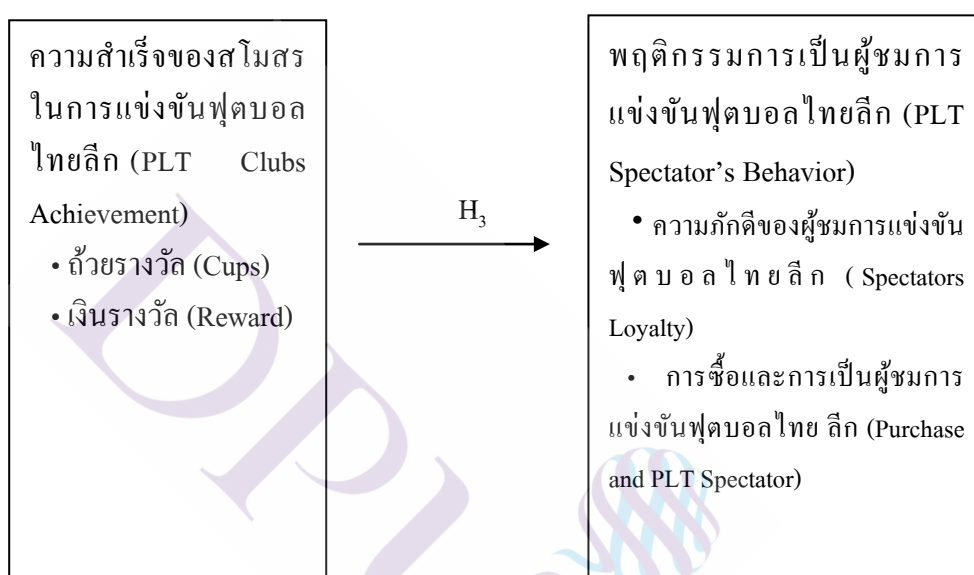 ความสำเร็จของสโมสร
ในการแข่งขันฟุตบอล
ไทยลีก (PLT Clubs
Achievement)
• ถ้วยรางวัล (Cups)
• เงินรางวัล (Reward)
H3
พฤติกรรมการเป็นผู้ชมการ
แข่งขันฟุตบอลไทยลีก (PLT
Spectator’s Behavior)
• ความภักดีของผู้ชมการแข่งขัน
ฟุตบอลไทยลีก ( Spectators
Loyalty)
• การซื้อและการเป็นผู้ชมการ
แข่งขันฟุตบอลไทย ลีก (Purchase
and PLT Spectator)